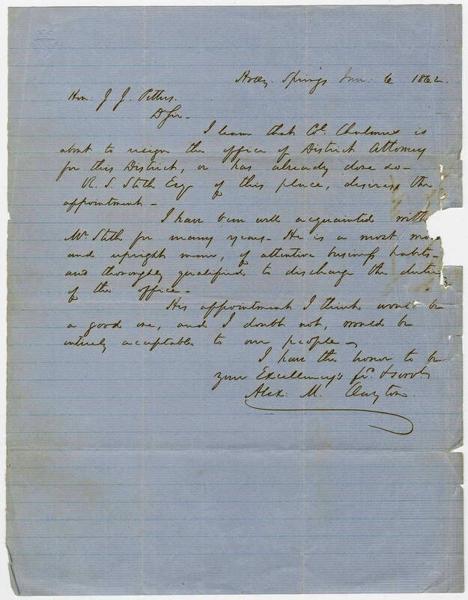 Holly Springs Jan. 6 1862
Hon. J. J. Pettus.
D Sir.
I learn that Col Chalmers is
about to resign the office of District Attorney
for this District, or has already done so—
R. S. Stith Esq of this place, desires the
appointment—
I have been well acquainted with
Mr Stith for many years. He is a most
and upright man, of attentive business habits
and thoroughly qualified to discharge the duties
of the office—
His appointment I think would be
a good one, and I doubt not, would be
entirely acceptable to our people—
I have the honor to be
your Excellency's fr. & servt
Alex. M. Clayton